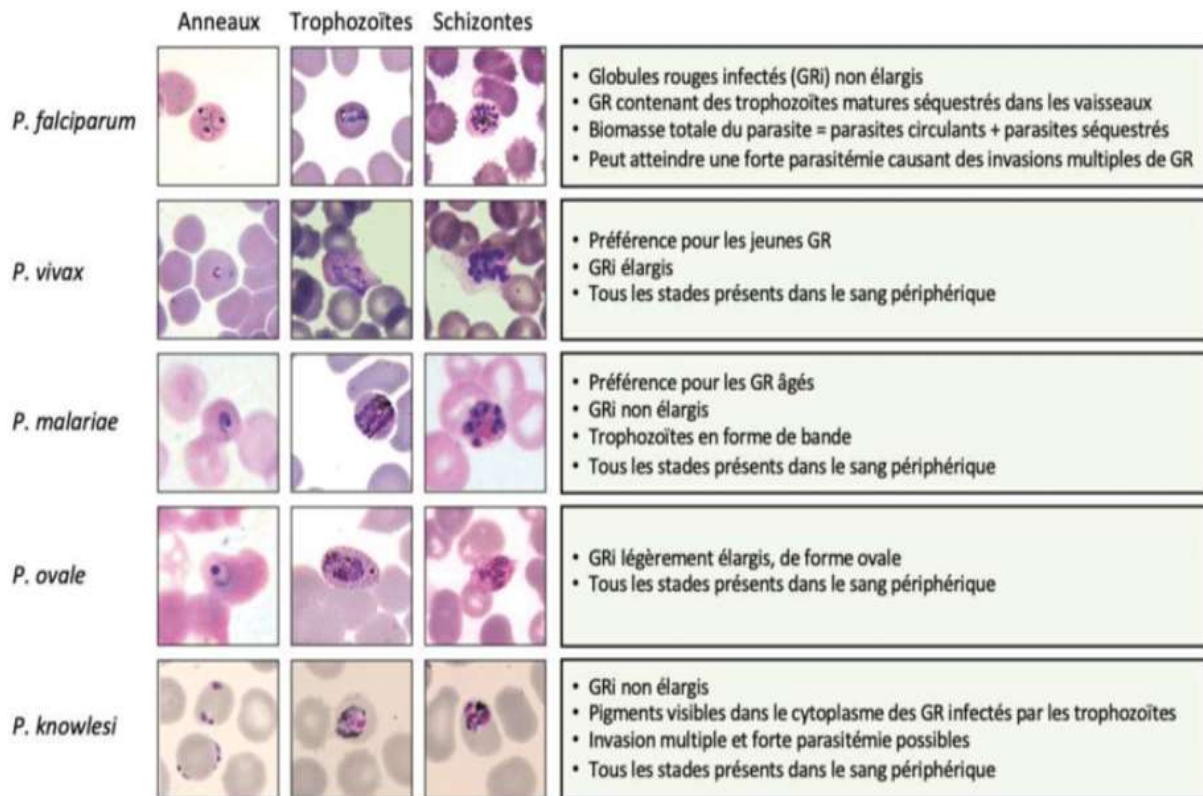 Anneaux Trophozoïtes Schizontes
P. falciparum
• Globules rouges infectés (GRi) non élargis
• GR contenant des trophozoïtes matures séquestrés dans les vaisseaux
• Biomasse totale du parasite = parasites circulants + parasites séquestrés
• Peut atteindre une forte parasitémie causant des invasions multiples de GR
P. vivax
• Préférence pour les jeunes GR
• GRi élargis
• Tous les stades présents dans le sang périphérique
P. malariae
• Préférence pour les GR âgés
• GRi non élargis
• Trophozoïtes en forme de bande
• Tous les stades présents dans le sang périphérique
P. ovale
• GRi légèrement élargis, de forme ovale
• Tous les stades présents dans le sang périphérique
P. knowlesi
• GRi non élargis
• Pigments visibles dans le cytoplasme des GR infectés par les trophozoïtes
• Invasion multiple et forte parasitémie possibles
• Tous les stades présents dans le sang périphérique